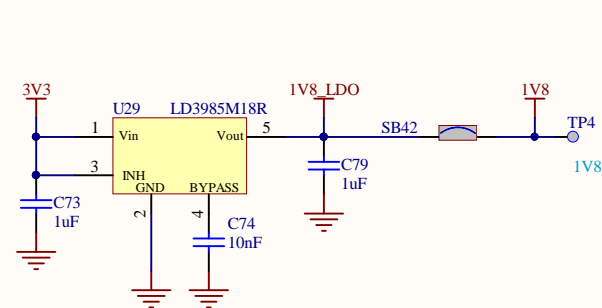 3V3
1V8_LDO
1V8
U29
LD3985M18R
TP4
1
Vin
Vout
5
SB42
3
INH
C79
1uF
1V8
GND
BYPASS
C73
1uF
2
4
C74
10nF